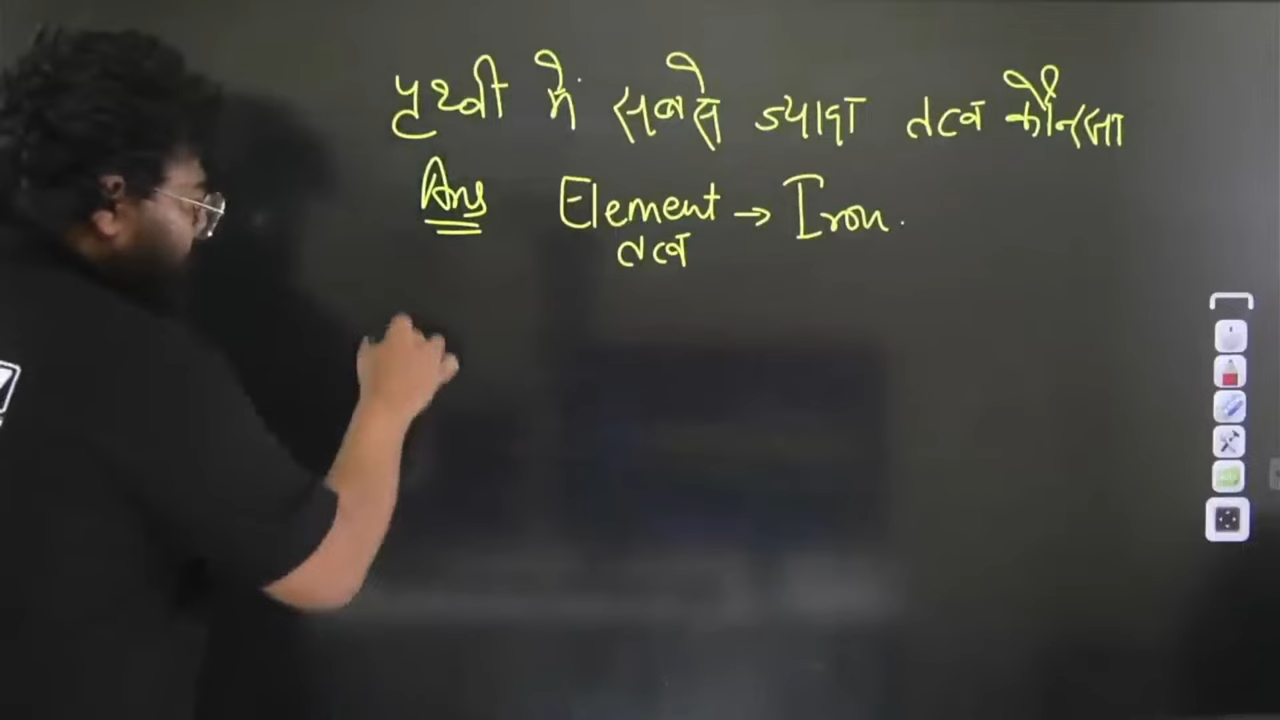 पृथ्वी में सबसे ज्यादा तत्व कौनसा
Ans Element → Iron.
तत्व